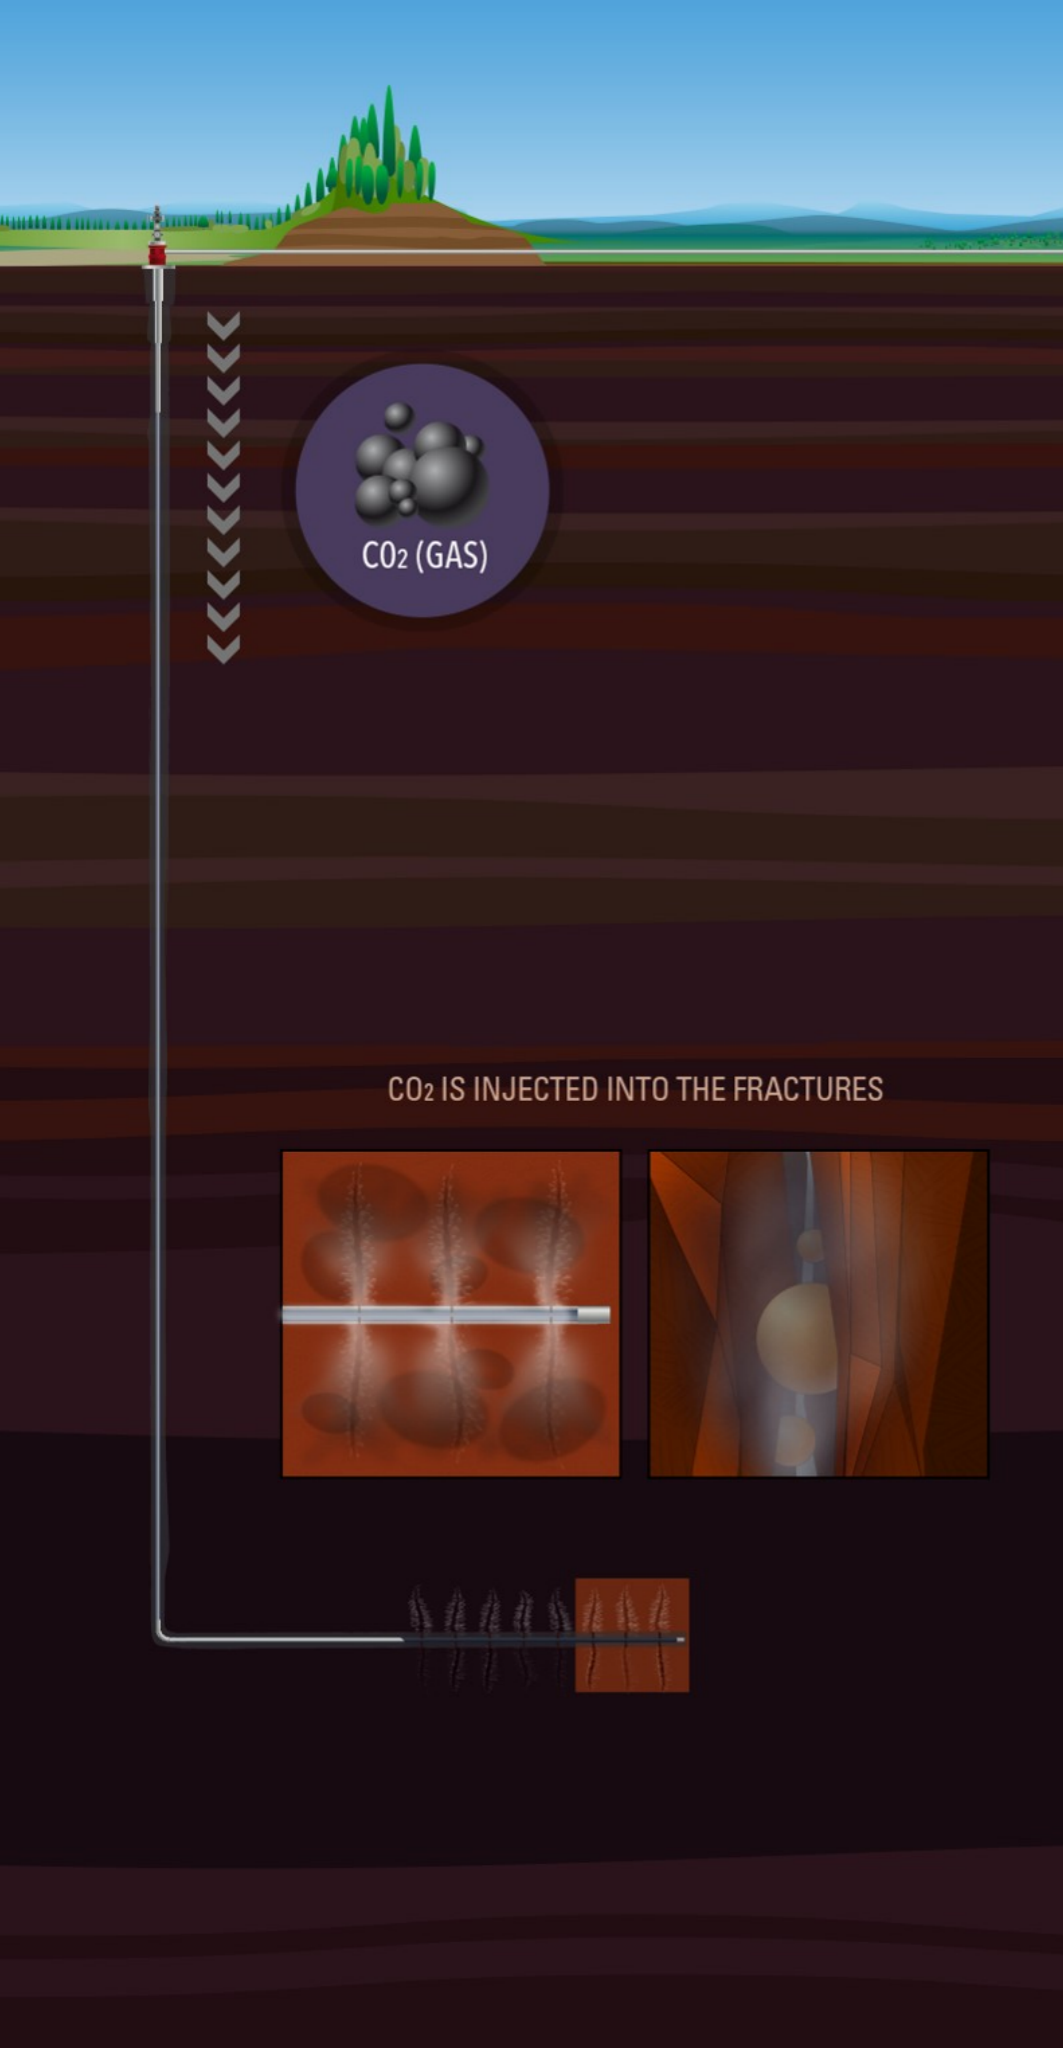 CO₂ (GAS)
CO₂ IS INJECTED INTO THE FRACTURES